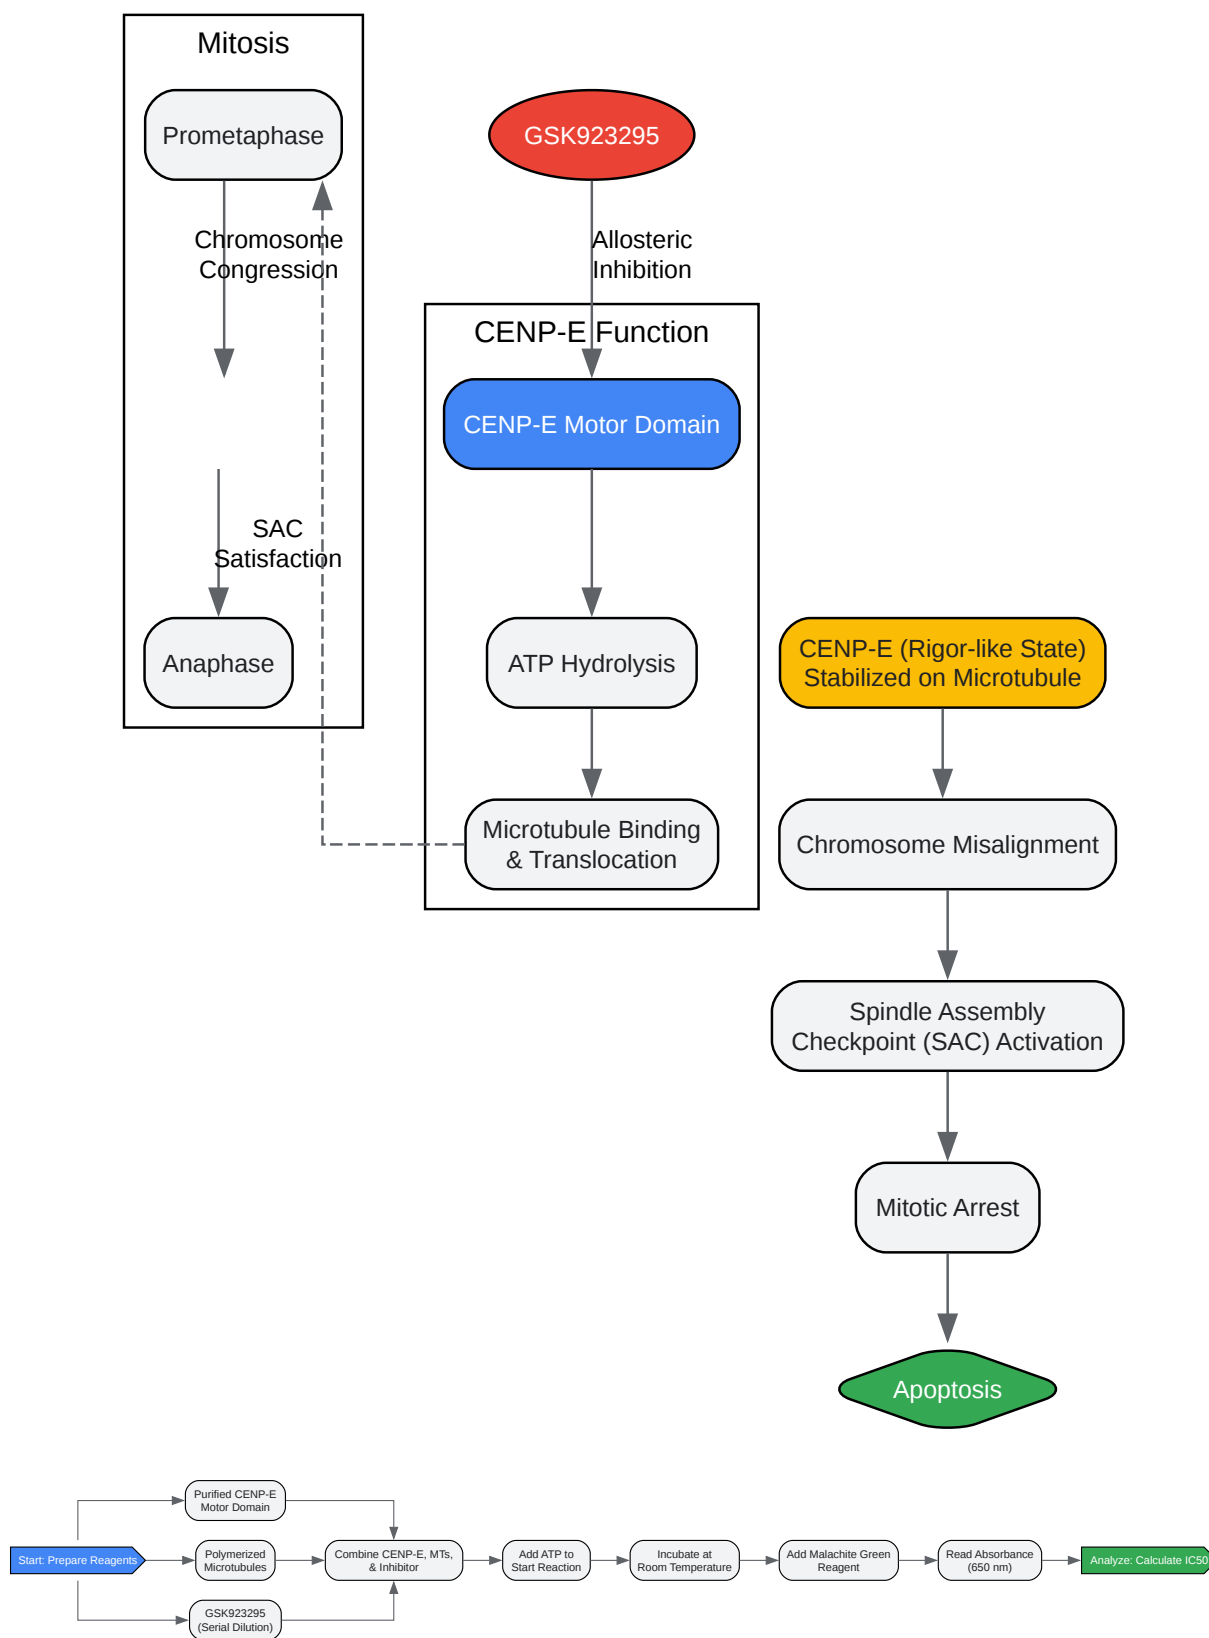 Mitosis
Prometaphase
Chromosome
Congression
SAC
Satisfaction
Anaphase
GSK923295
Allosteric
Inhibition
CENP-E Function
CENP-E Motor Domain
ATP Hydrolysis
Microtubule Binding
& Translocation
CENP-E (Rigor-like State)
Stabilized on Microtubule
Chromosome Misalignment
Spindle Assembly
Checkpoint (SAC) Activation
Mitotic Arrest
Apoptosis
Start: Prepare Reagents
Purified CENP-E
Motor Domain
Polymerized
Microtubules
GSK923295
(Serial Dilution)
Combine CENP-E, MTs,
& Inhibitor
Add ATP to
Start Reaction
Incubate at
Room Temperature
Add Malachite Green
Reagent
Read Absorbance
(650 nm)
Analyze: Calculate IC50